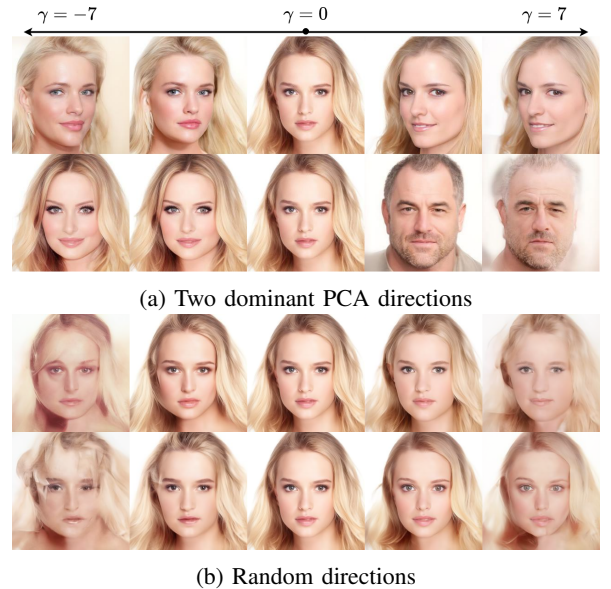 γ = −7 γ = 0 γ = 7
(a) Two dominant PCA directions
(b) Random directions